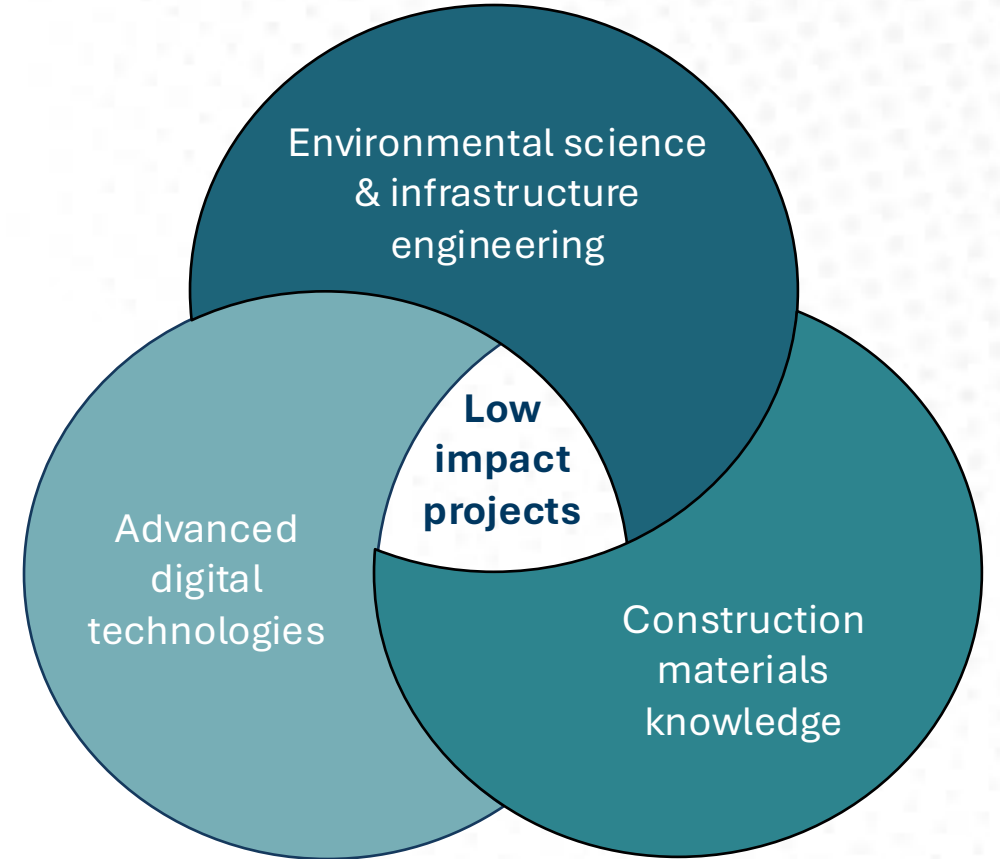 Environmental science
& infrastructure
engineering
Low
impact
projects
Advanced
digital
technologies
Construction
materials
knowledge